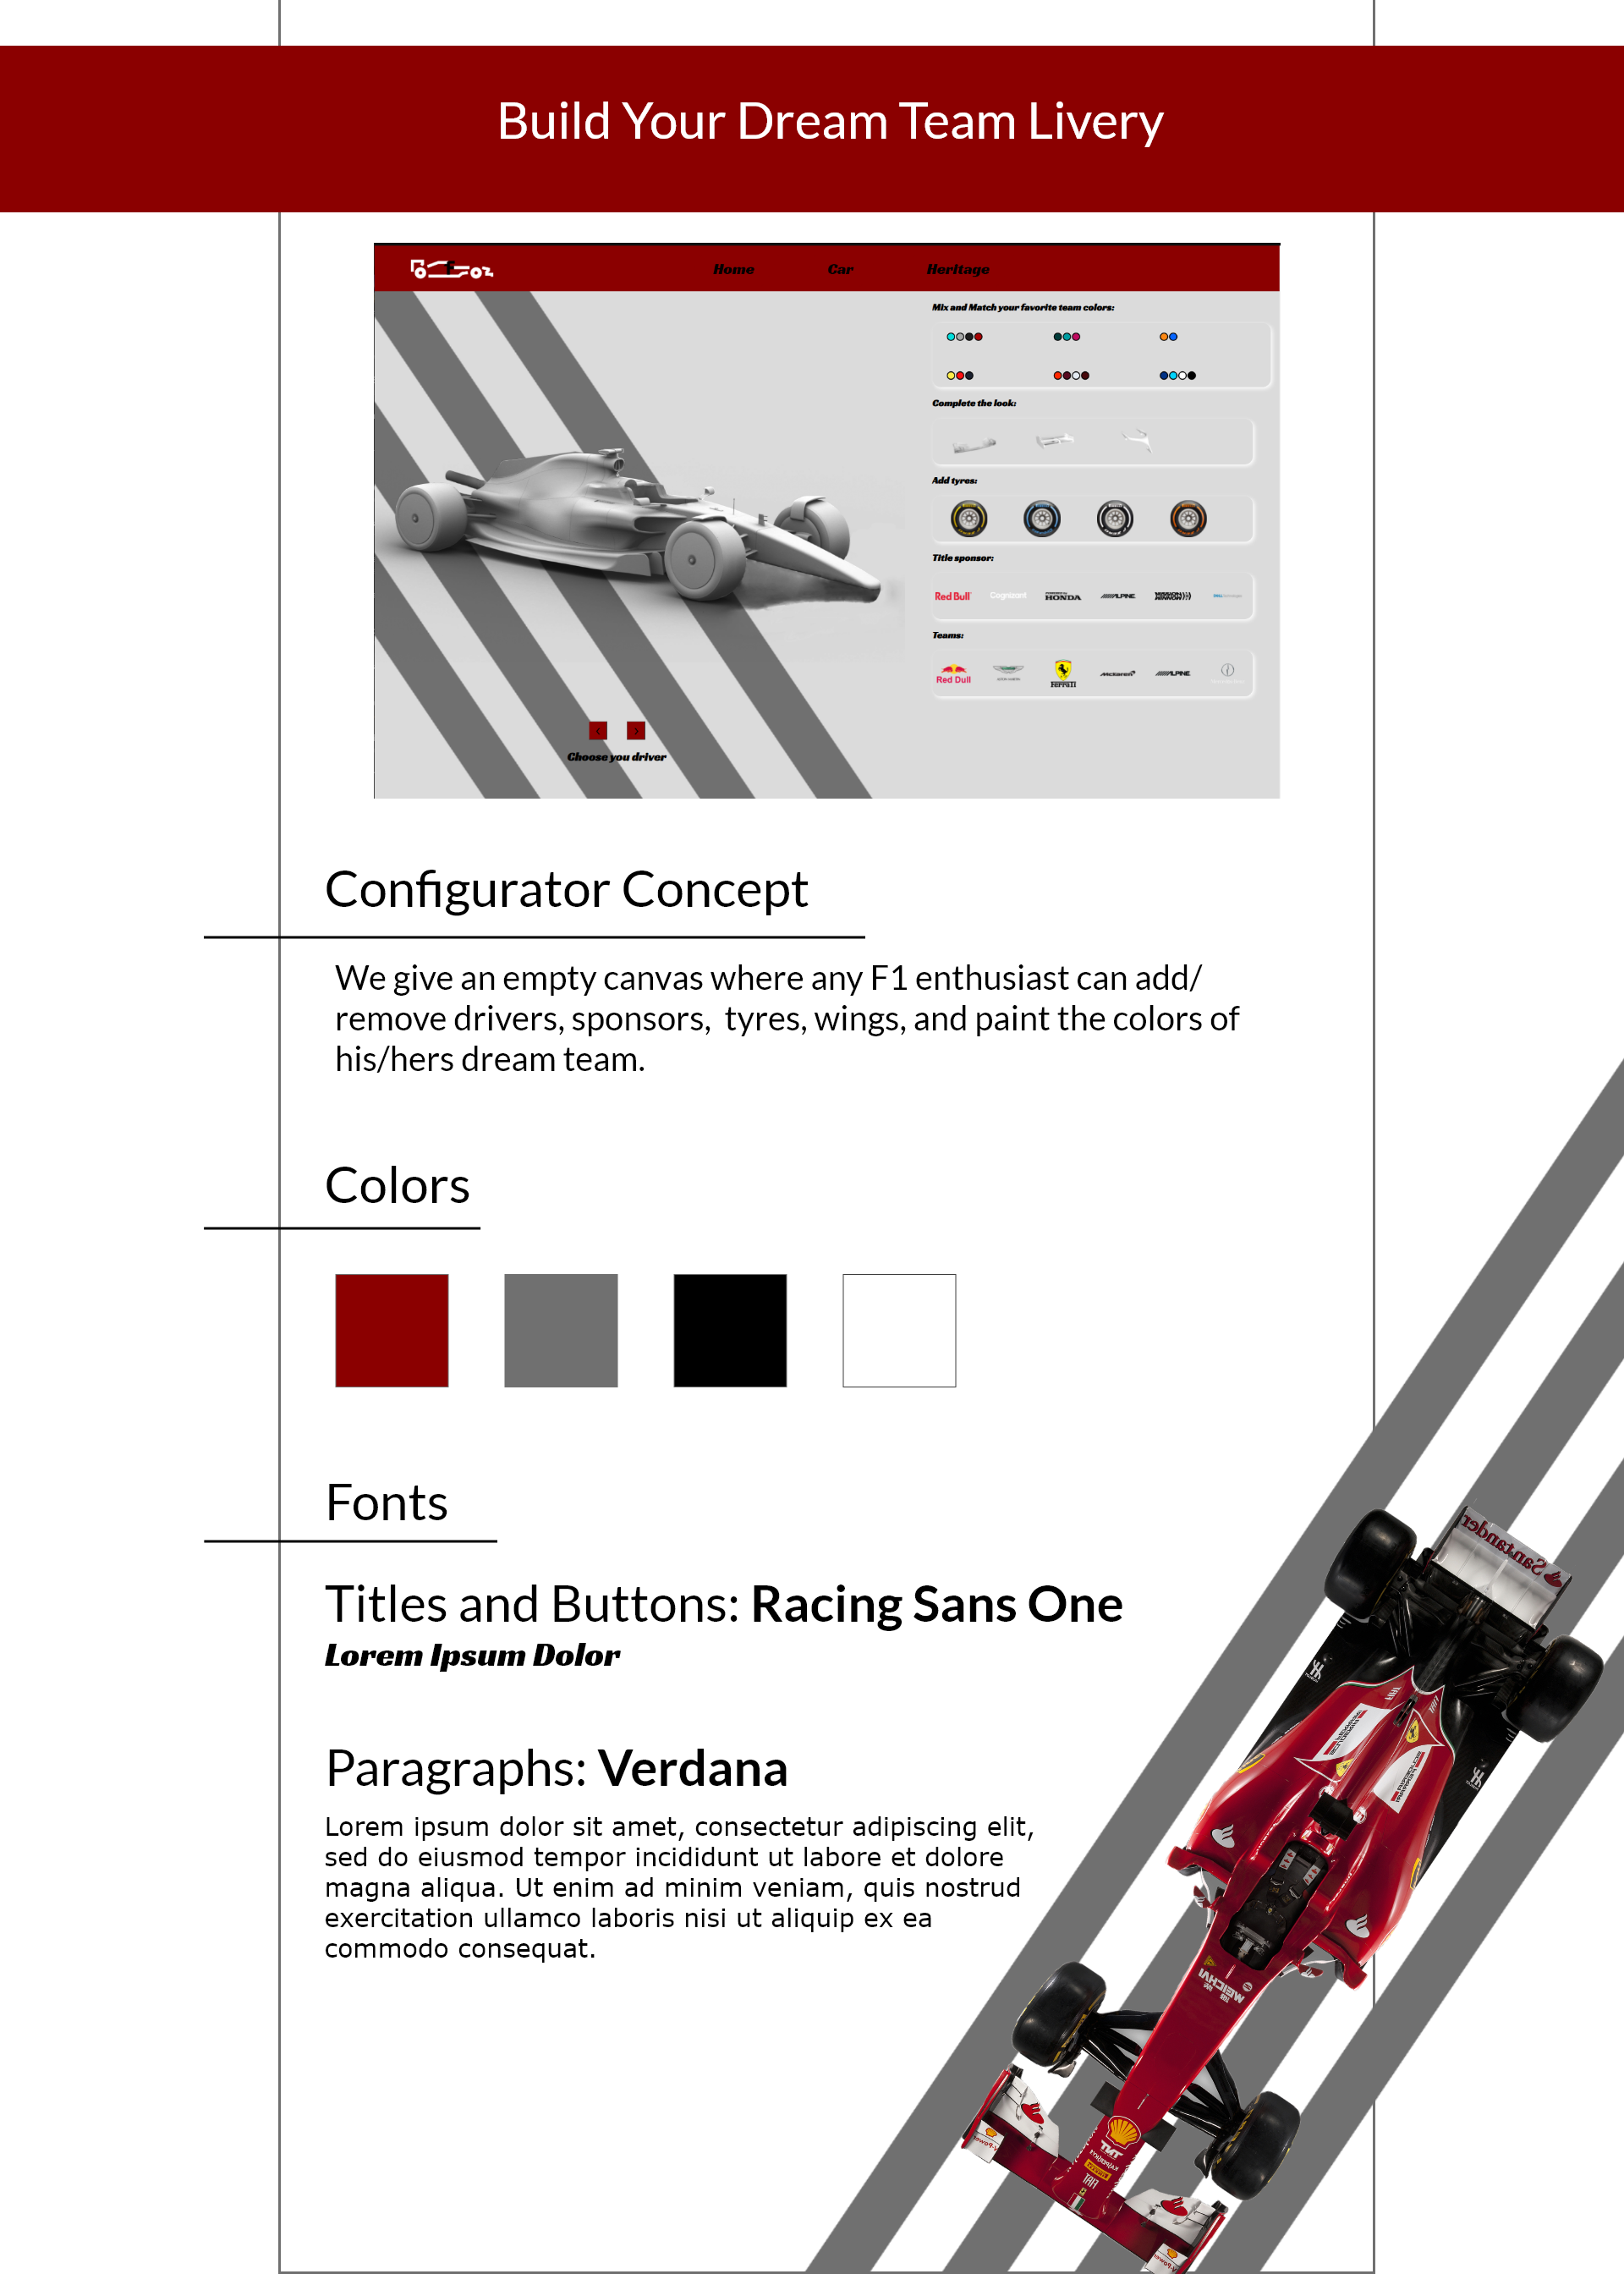 Build Your Dream Team Livery
Home Car Heritage
Mix and Match your favorite team colors:
Complete the look:
Add tyres:
Title sponsor:
Red Bull Cognizant HONDA ALPINE MISSION WINNOW
Teams:
Red Dull Ferrari McLaren ALPINE
Choose you driver
Configurator Concept
We give an empty canvas where any F1 enthusiast can add/
remove drivers, sponsors,  tyres, wings, and paint the colors of
his/hers dream team.
Colors
Fonts
Titles and Buttons: Racing Sans One
Lorem Ipsum Dolor
Paragraphs: Verdana
Lorem ipsum dolor sit amet, consectetur adipiscing elit,
sed do eiusmod tempor incididunt ut labore et dolore
magna aliqua. Ut enim ad minim veniam, quis nostrud
exercitation ullamco laboris nisi ut aliquip ex ea
commodo consequat.
Santander
WEICHAI
TNT